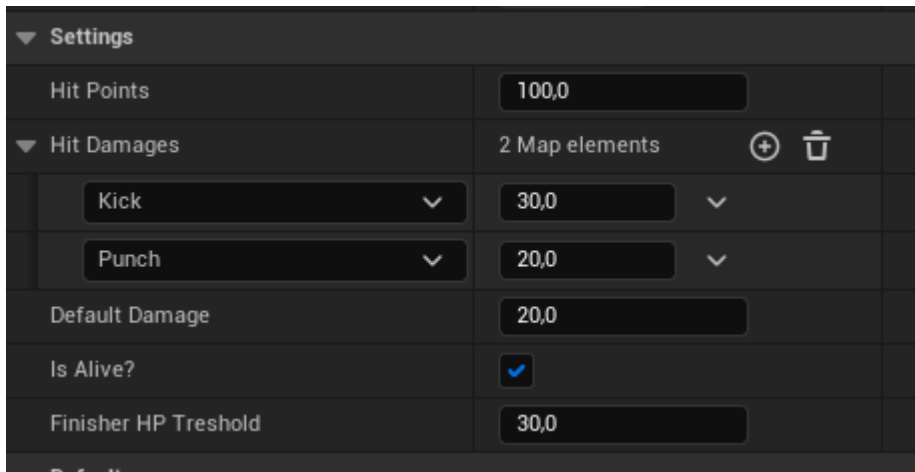 Settings
Hit Points 100,0
Hit Damages 2 Map elements
Kick 30,0
Punch 20,0
Default Damage 20,0
Is Alive?
Finisher HP Treshold 30,0